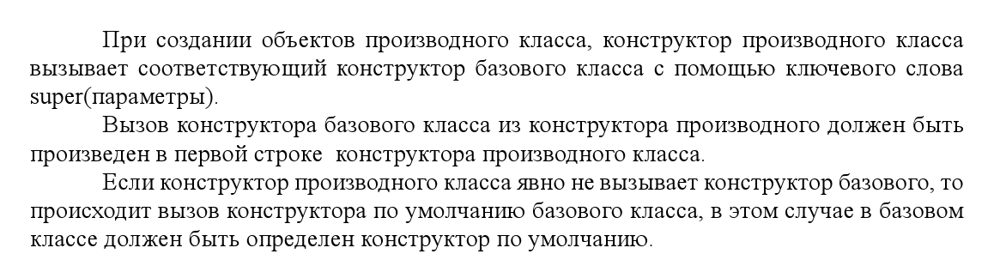 При создании объектов производного класса, конструктор производного класса
вызывает соответствующий конструктор базового класса с помощью ключевого слова
super(параметры).
Вызов конструктора базового класса из конструктора производного должен быть
произведен в первой строке  конструктора производного класса.
Если конструктор производного класса явно не вызывает конструктор базового, то
происходит вызов конструктора по умолчанию базового класса, в этом случае в базовом
классе должен быть определен конструктор по умолчанию.